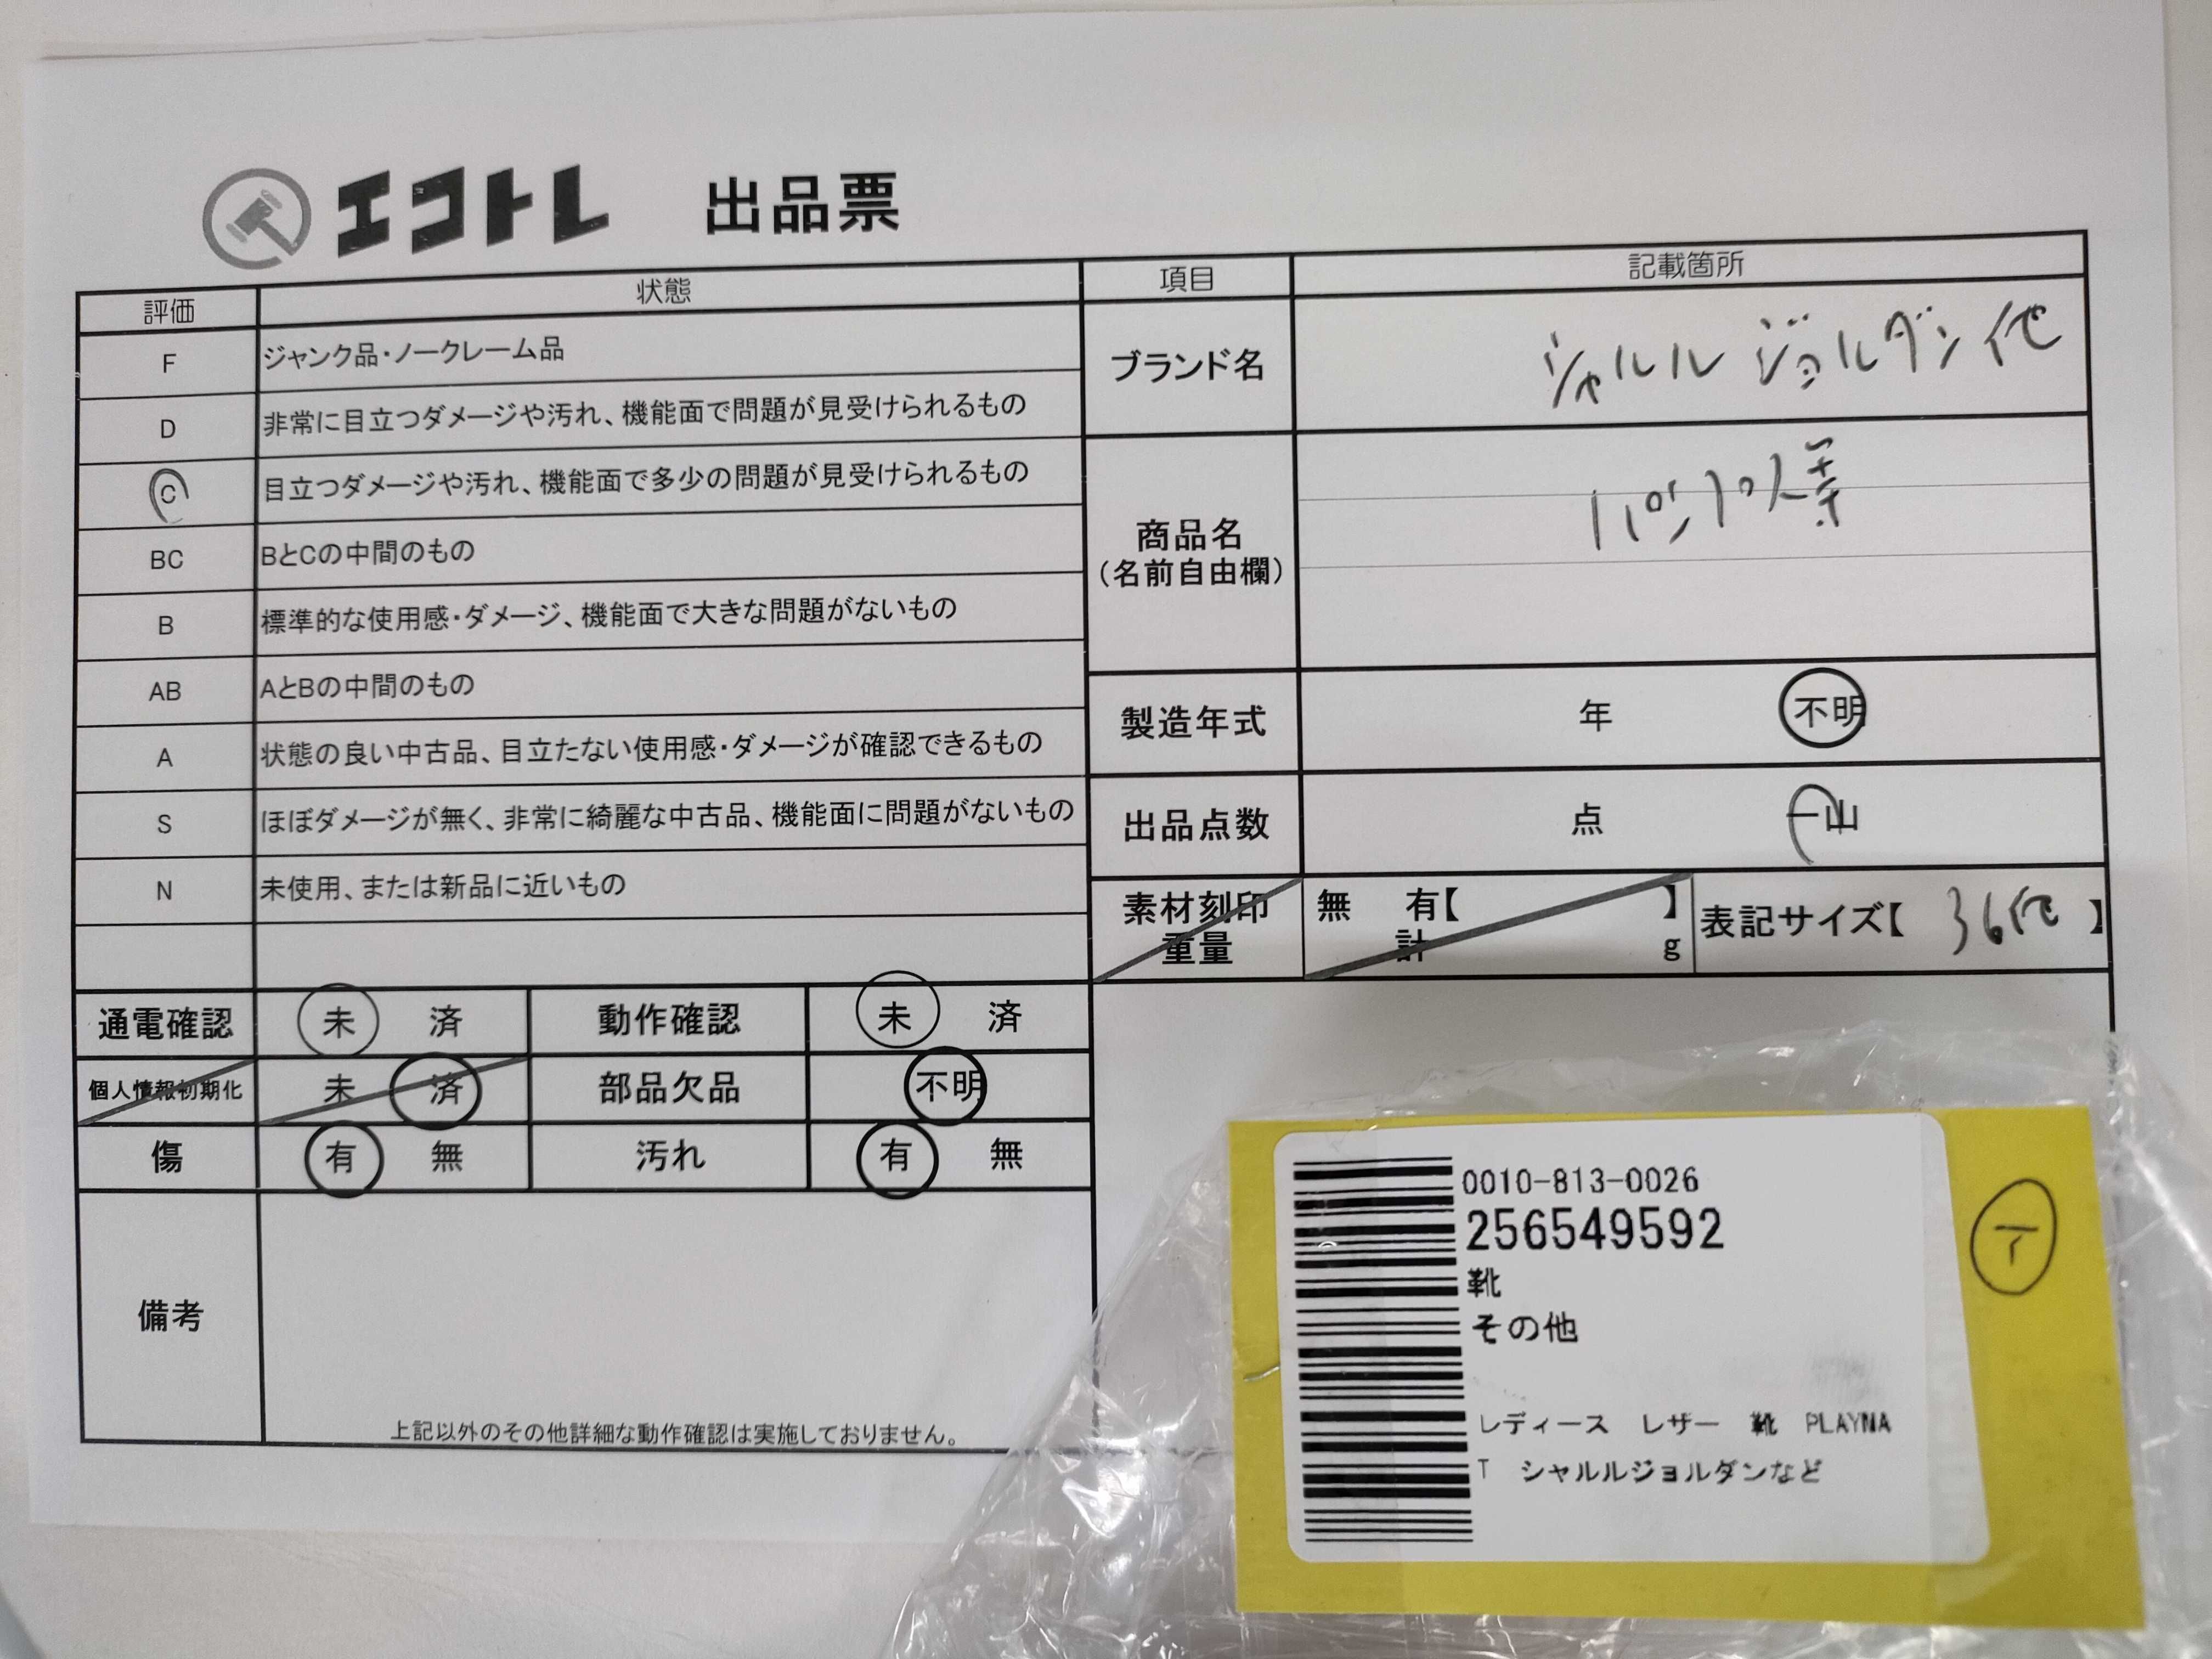 エコトレ 出品票
評価 状態
F ジャンク品・ノークレーム品
D 非常に目立つダメージや汚れ、機能面で問題が見受けられるもの
C 目立つダメージや汚れ、機能面で多少の問題が見受けられるもの
BC BとCの中間のもの
B 標準的な使用感・ダメージ、機能面で大きな問題がないもの
AB AとBの中間のもの
A 状態の良い中古品、目立たない使用感・ダメージが確認できるもの
S ほぼダメージが無く、非常に綺麗な中古品、機能面に問題がないもの
N 未使用、または新品に近いもの
項目 記載箇所
ブランド名 シャルルジョルダン他
商品名
（名前自由欄）
パンプス等
製造年式 年 不明
出品点数 点 一山
素材刻印 無 有【 】
重量 計 g
表記サイズ【 36他 】
通電確認 未 済 動作確認 未 済
個人情報初期化 未 済 部品欠品 不明
傷 有 無 汚れ 有 無
備考
上記以外のその他詳細な動作確認は実施しておりません。
0010-813-0026
256549592
靴
その他
レディース レザー 靴 PLAYNA
T シャルルジョルダンなど